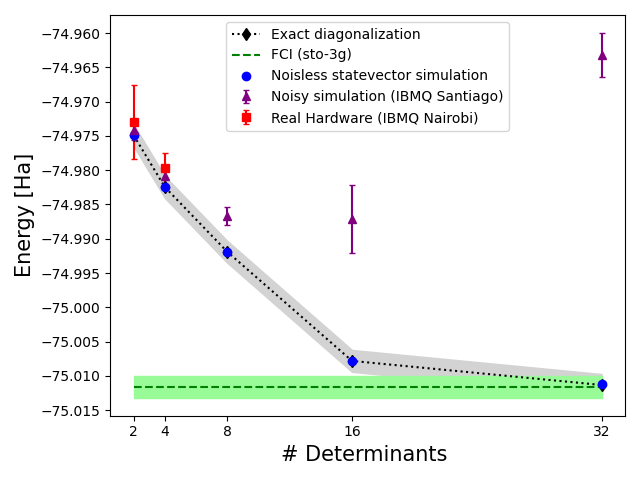 Exact diagonalization
FCI (sto-3g)
Noisless statevector simulation
Noisy simulation (IBMQ Santiago)
Real Hardware (IBMQ Nairobi)
Energy [Ha]
−74.960
−74.965
−74.970
−74.975
−74.980
−74.985
−74.990
−74.995
−75.000
−75.005
−75.010
−75.015
2 4 8 16 32
# Determinants